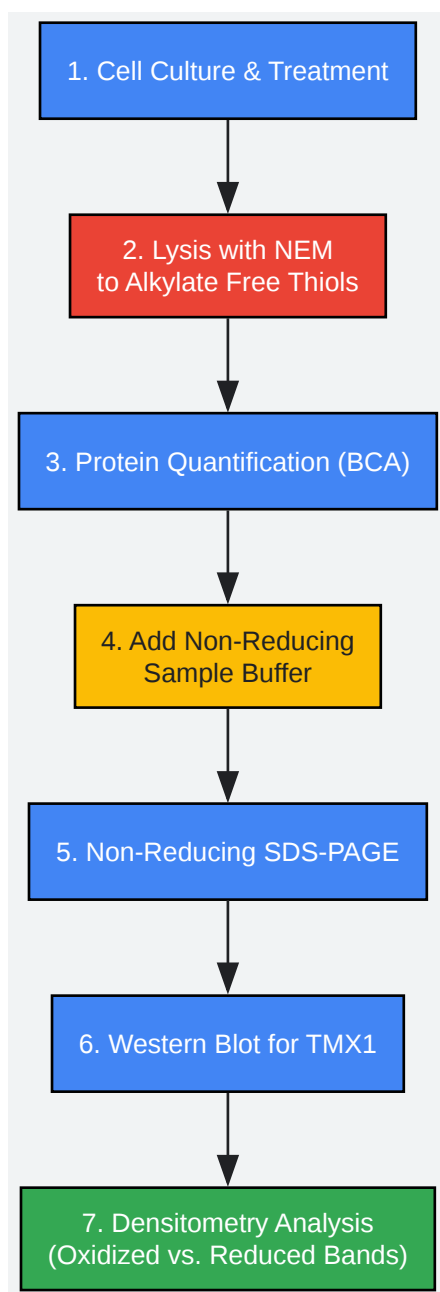 1. Cell Culture & Treatment
2. Lysis with NEM
to Alkylate Free Thiols
3. Protein Quantification (BCA)
4. Add Non-Reducing
Sample Buffer
5. Non-Reducing SDS-PAGE
6. Western Blot for TMX1
7. Densitometry Analysis
(Oxidized vs. Reduced Bands)